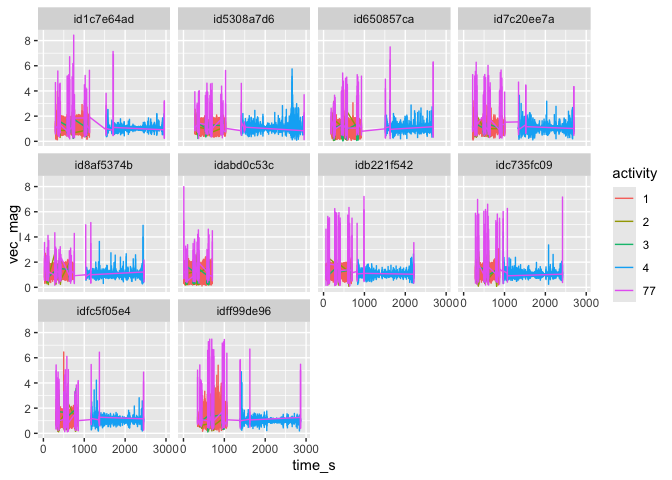 id1c7e64ad id5308a7d6 id650857ca id7c20ee7a
8
6
4
2
0
id8af5374b idabd0c53c idb221f542 idc735fc09
activity
1
2
3
4
77
vec_mag
8
6
4
2
0
0 1000 2000 3000 0 1000 2000 3000
idfc5f05e4 idff99de96
8
6
4
2
0
0 1000 2000 3000 0 1000 2000 3000
time_s